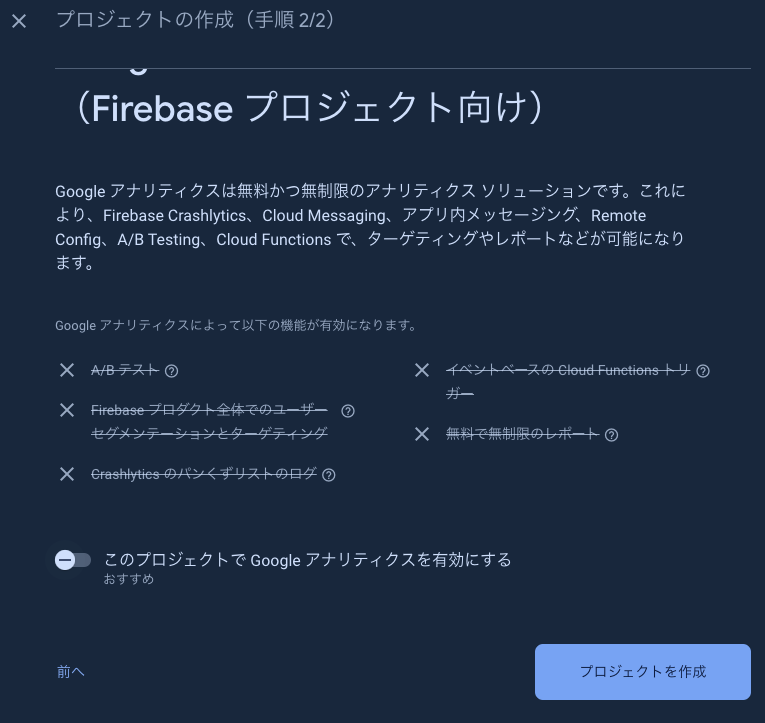 プロジェクトの作成（手順 2/2）
（Firebase プロジェクト向け）
Google アナリティクスは無料かつ無制限のアナリティクス ソリューションです。これに
より、Firebase Crashlytics、Cloud Messaging、アプリ内メッセージング、Remote
Config、A/B Testing、Cloud Functions で、ターゲティングやレポートなどが可能になり
ます。
Google アナリティクスによって以下の機能が有効になります。
A/B テスト
Firebase プロダクト全体でのユーザー
セグメンテーションとターゲティング
Crashlytics のパンくずリストのログ
イベントベースの Cloud Functions トリ
ガー
無料で無制限のレポート
このプロジェクトで Google アナリティクスを有効にする
おすすめ
前へ
プロジェクトを作成